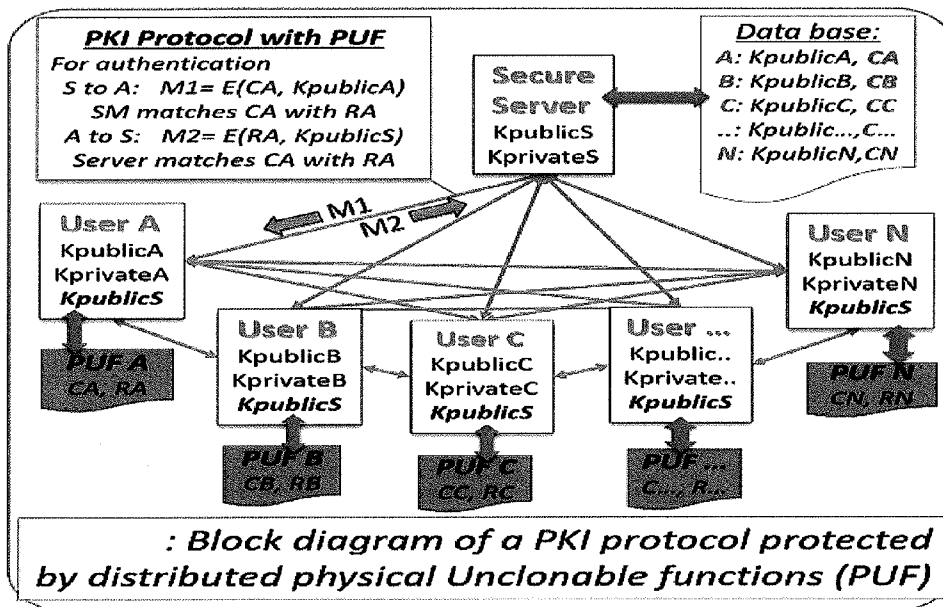 PKI Protocol with PUF
For authentication
S to A: M1= E(CA, KpublicA)
SM matches CA with RA
A to S: M2= E(RA, KpublicS)
Server matches CA with RA
Secure
Server
KpublicS
KprivateS
Data base:
A: KpublicA, CA
B: KpublicB, CB
C: KpublicC, CC
..: Kpublic...,C...
N: KpublicN,CN
M1
M2
User A
KpublicA
KprivateA
KpublicS
PUF A
CA, RA
User B
KpublicB
KprivateB
KpublicS
PUF B
CB, RB
User C
KpublicC
KprivateC
KpublicS
PUF C
CC, RC
User ...
Kpublic..
Kprivate..
KpublicS
PUF ...
C..., R...
User N
KpublicN
KprivateN
KpublicS
PUF N
CN, RN
: Block diagram of a PKI protocol protected
by distributed physical Unclonable functions (PUF)